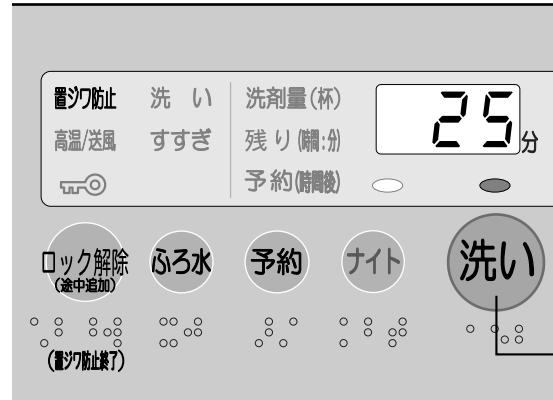 置ジワ防止 洗い 洗剤量(杯) 25分
高温/送風 すすぎ 残り(時間:分)
予約(時間後)
ロック解除 ふろ水 予約 ナイト 洗い
(途中追加)
(置ジワ防止終了)